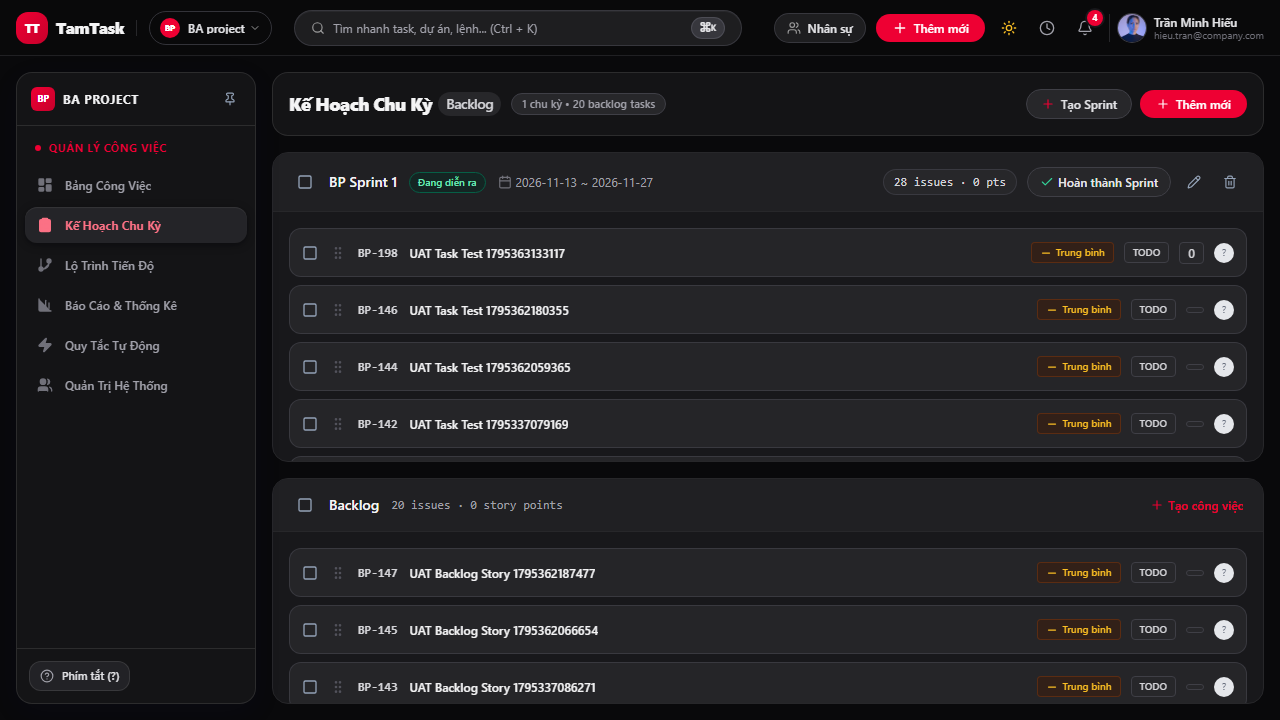 TT TamTask BP BA project Tìm nhanh task, dự án, lệnh... (Ctrl + K) ⌘K Nhân sự + Thêm mới 4 Trần Minh Hiếu
hieu.tran@company.com
BP BA PROJECT
QUẢN LÝ CÔNG VIỆC
Bảng Công Việc
Kế Hoạch Chu Kỳ
Lộ Trình Tiến Độ
Báo Cáo & Thống Kê
Quy Tắc Tự Động
Quản Trị Hệ Thống
Phím tắt (?)
Kế Hoạch Chu Kỳ Backlog 1 chu kỳ • 20 backlog tasks + Tạo Sprint + Thêm mới
BP Sprint 1 Đang diễn ra 2026-11-13 ~ 2026-11-27 28 issues · 0 pts Hoàn thành Sprint
BP-198 UAT Task Test 1795363133117 Trung bình TODO 0 ?
BP-146 UAT Task Test 1795362180355 Trung bình TODO ?
BP-144 UAT Task Test 1795362059365 Trung bình TODO ?
BP-142 UAT Task Test 1795337079169 Trung bình TODO ?
Backlog 20 issues · 0 story points + Tạo công việc
BP-147 UAT Backlog Story 1795362187477 Trung bình TODO ?
BP-145 UAT Backlog Story 1795362066654 Trung bình TODO ?
BP-143 UAT Backlog Story 1795337086271 Trung bình TODO ?